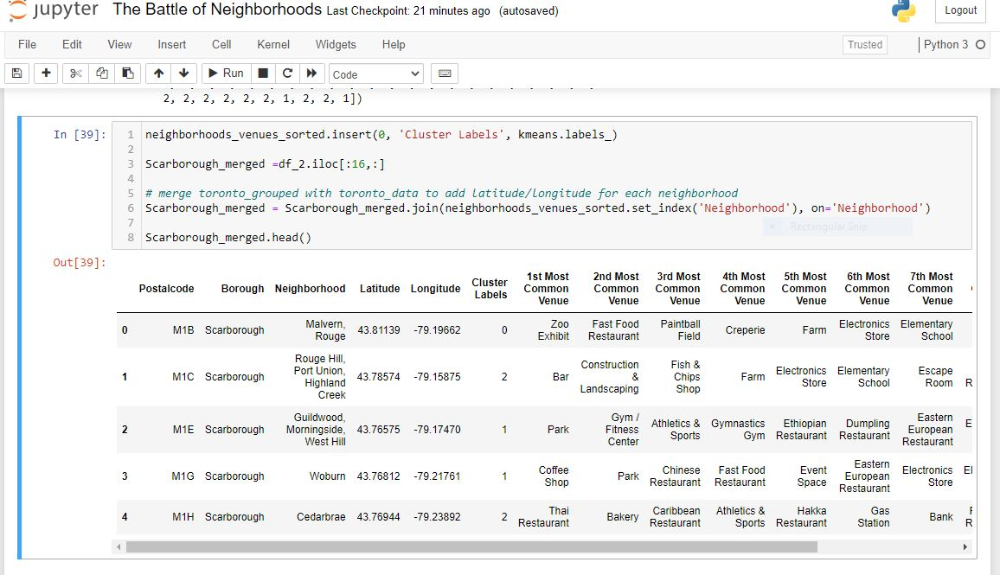 jupyter The Battle of Neighborhoods Last Checkpoint: 21 minutes ago (autosaved) Logout
File Edit View Insert Cell Kernel Widgets Help Trusted Python 3
Run Code
2, 2, 2, 2, 2, 2, 1, 2, 2, 1])
In [39]: 1 neighborhoods_venues_sorted.insert(0, 'Cluster Labels', kmeans.labels_)
2
3 Scarborough_merged =df_2.iloc[:16,:]
4
5 # merge toronto_grouped with toronto_data to add latitude/longitude for each neighborhood
6 Scarborough_merged = Scarborough_merged.join(neighborhoods_venues_sorted.set_index('Neighborhood'), on='Neighborhood')
7
Rectangular Snip
8 Scarborough_merged.head()
Out[39]:
Postalcode Borough Neighborhood Latitude Longitude Cluster Labels 1st Most Common Venue 2nd Most Common Venue 3rd Most Common Venue 4th Most Common Venue 5th Most Common Venue 6th Most Common Venue 7th Most Common Venue
0 M1B Scarborough Malvern, Rouge 43.81139 -79.19662 0 Zoo Exhibit Fast Food Restaurant Paintball Field Creperie Farm Electronics Store Elementary School
1 M1C Scarborough Rouge Hill, Port Union, Highland Creek 43.78574 -79.15875 2 Bar Construction & Landscaping Fish & Chips Shop Farm Electronics Store Elementary School Escape Room R
2 M1E Scarborough Guildwood, Morningside, West Hill 43.76575 -79.17470 1 Park Gym / Fitness Center Athletics & Sports Gymnastics Gym Ethiopian Restaurant Dumpling Restaurant Eastern European Restaurant E
3 M1G Scarborough Woburn 43.76812 -79.21761 1 Coffee Shop Park Chinese Restaurant Fast Food Restaurant Event Space Eastern European Restaurant Electronics Store El
4 M1H Scarborough Cedarbrae 43.76944 -79.23892 2 Thai Restaurant Bakery Caribbean Restaurant Athletics & Sports Hakka Restaurant Gas Station Bank F R